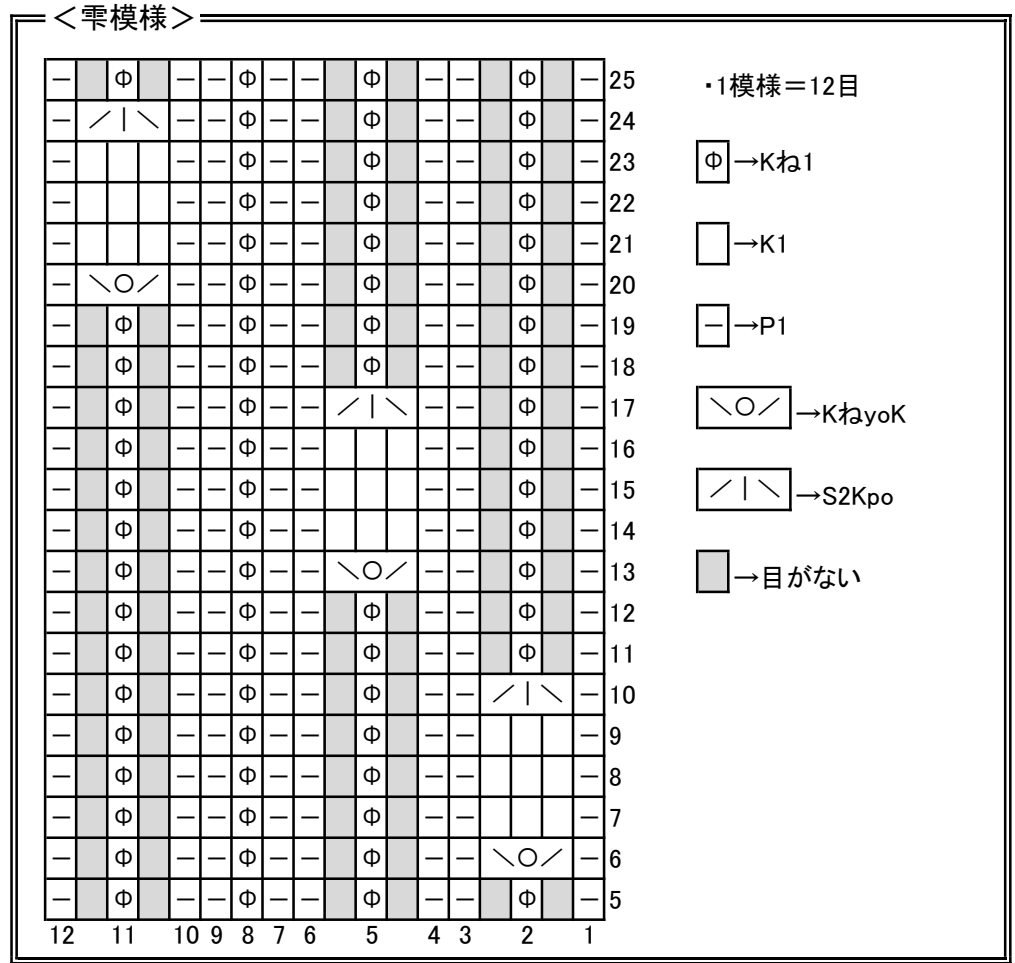 ＜雫模様＞
－ Φ － － Φ － － Φ － － Φ － 25
－ ／｜＼ － － Φ － － Φ － － Φ － 24
－ － － Φ － － Φ － － Φ － 23
－ － － Φ － － Φ － － Φ － 22
－ － － Φ － － Φ － － Φ － 21
－ ＼○／ － － Φ － － Φ － － Φ － 20
－ Φ － － Φ － － Φ － － Φ － 19
－ Φ － － Φ － － Φ － － Φ － 18
－ Φ － － Φ － － ／｜＼ － － Φ － 17
－ Φ － － Φ － － － － Φ － 16
－ Φ － － Φ － － － － Φ － 15
－ Φ － － Φ － － － － Φ － 14
－ Φ － － Φ － － ＼○／ － － Φ － 13
－ Φ － － Φ － － Φ － － Φ － 12
－ Φ － － Φ － － Φ － － Φ － 11
－ Φ － － Φ － － Φ － － ／｜＼ － 10
－ Φ － － Φ － － Φ － － － 9
－ Φ － － Φ － － Φ － － － 8
－ Φ － － Φ － － Φ － － － 7
－ Φ － － Φ － － Φ － － ＼○／ － 6
－ Φ － － Φ － － Φ － － Φ － 5
12 11 10 9 8 7 6 5 4 3 2 1
・1模様＝12目
Φ →Kね1
→K1
－ →P1
＼○／ →KねyoK
／｜＼ →S2Kpo
→目がない